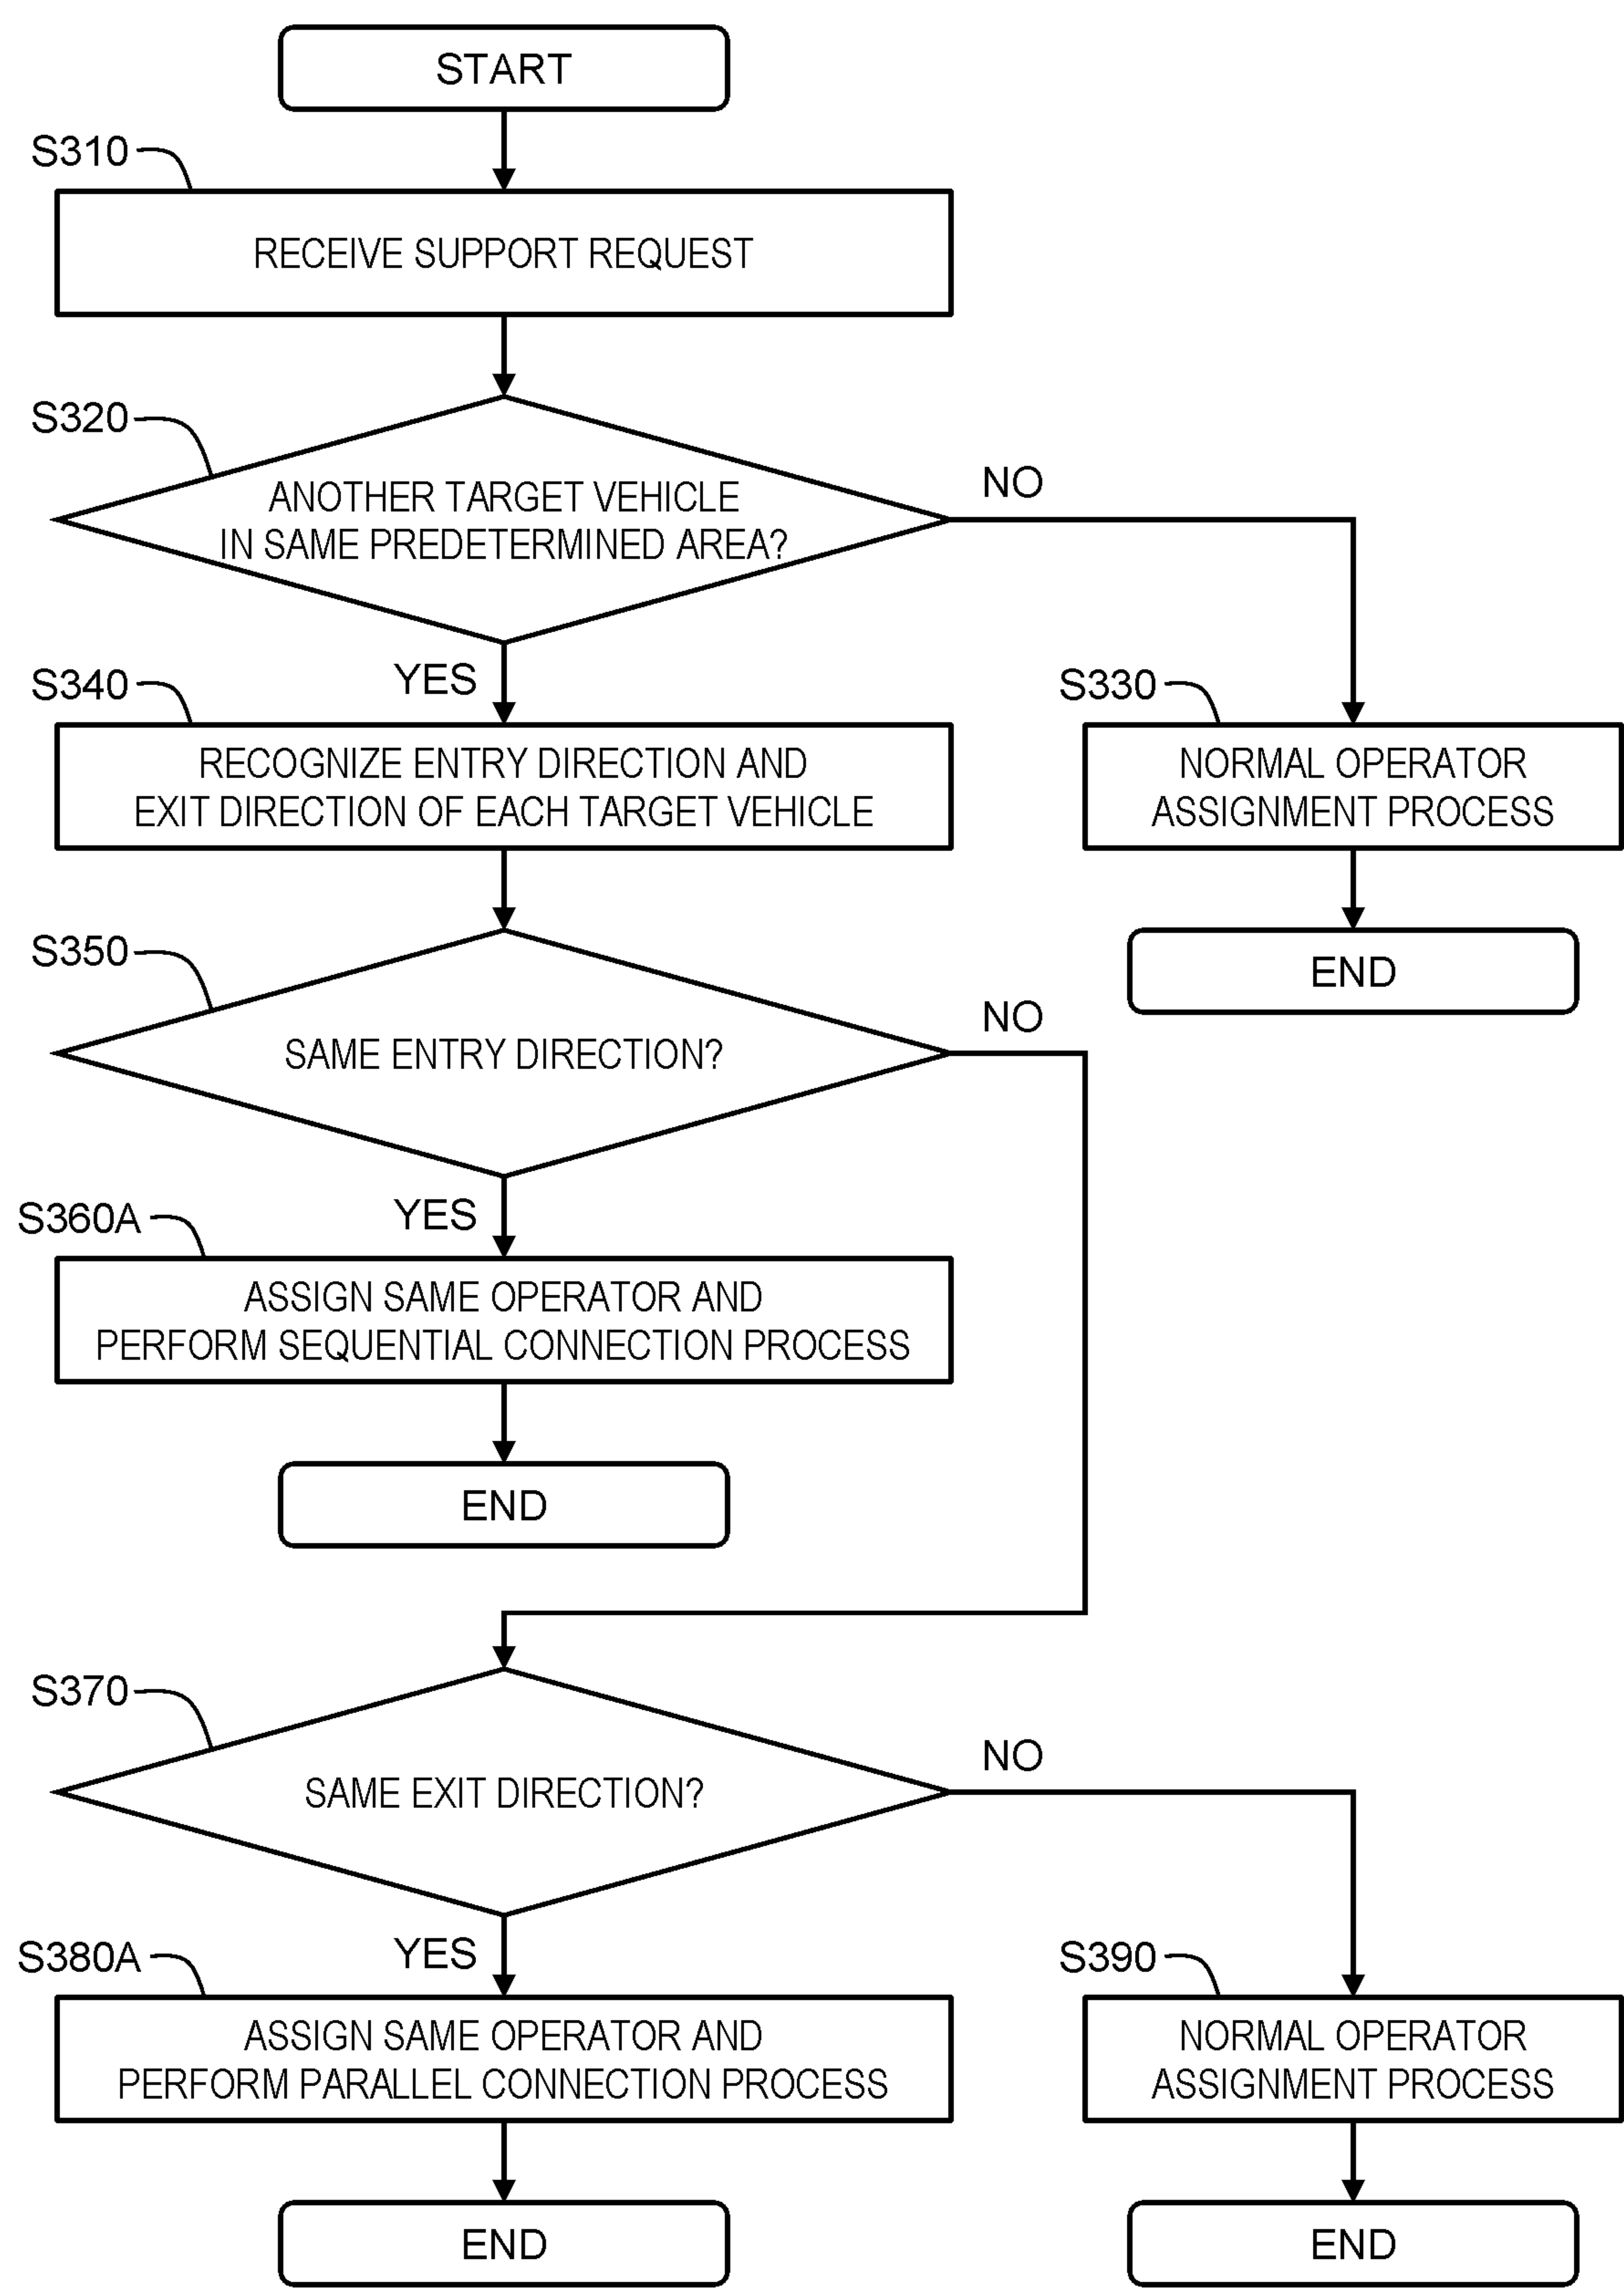 START
S310
RECEIVE SUPPORT REQUEST
S320
ANOTHER TARGET VEHICLE
IN SAME PREDETERMINED AREA?
NO
YES
S340
RECOGNIZE ENTRY DIRECTION AND
EXIT DIRECTION OF EACH TARGET VEHICLE
S330
NORMAL OPERATOR
ASSIGNMENT PROCESS
END
S350
SAME ENTRY DIRECTION?
NO
YES
S360A
ASSIGN SAME OPERATOR AND
PERFORM SEQUENTIAL CONNECTION PROCESS
END
S370
SAME EXIT DIRECTION?
NO
YES
S380A
ASSIGN SAME OPERATOR AND
PERFORM PARALLEL CONNECTION PROCESS
END
S390
NORMAL OPERATOR
ASSIGNMENT PROCESS
END